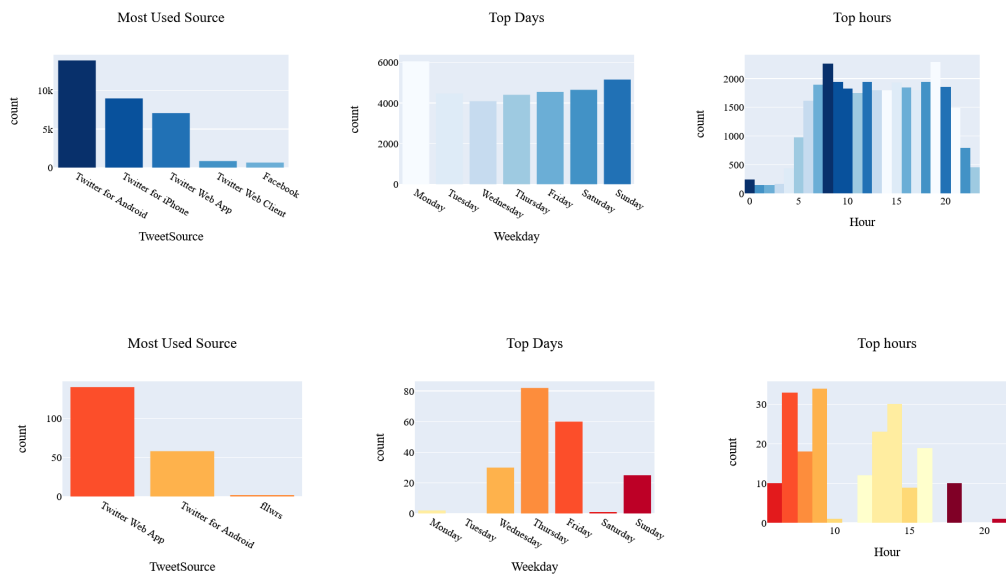 Most Used Source
Top Days
Top hours
10k
5k
0
count
Twitter for Android
Twitter for iPhone
Twitter Web App
Twitter Web Client
Facebook
TweetSource
6000
4000
2000
0
count
Monday
Tuesday
Wednesday
Thursday
Friday
Saturday
Sunday
Weekday
2000
1500
1000
500
0
count
0
5
10
15
20
Hour
Most Used Source
Top Days
Top hours
100
50
0
count
Twitter Web App
Twitter for Android
fllwrs
TweetSource
80
60
40
20
0
count
Monday
Tuesday
Wednesday
Thursday
Friday
Saturday
Sunday
Weekday
30
20
10
0
count
10
15
20
Hour